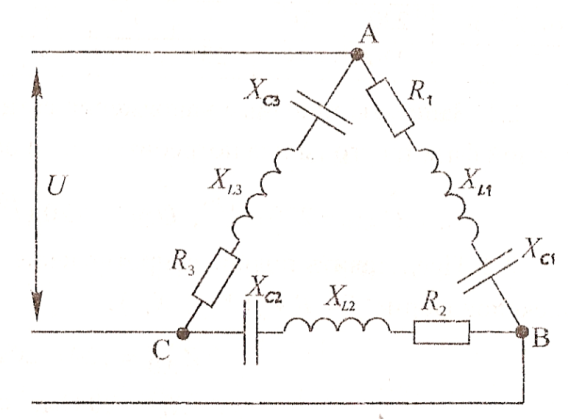 A
X_C3
R_1
U
X_L3
X_L1
R_3
X_C2
X_L2
R_2
X_C1
C
B